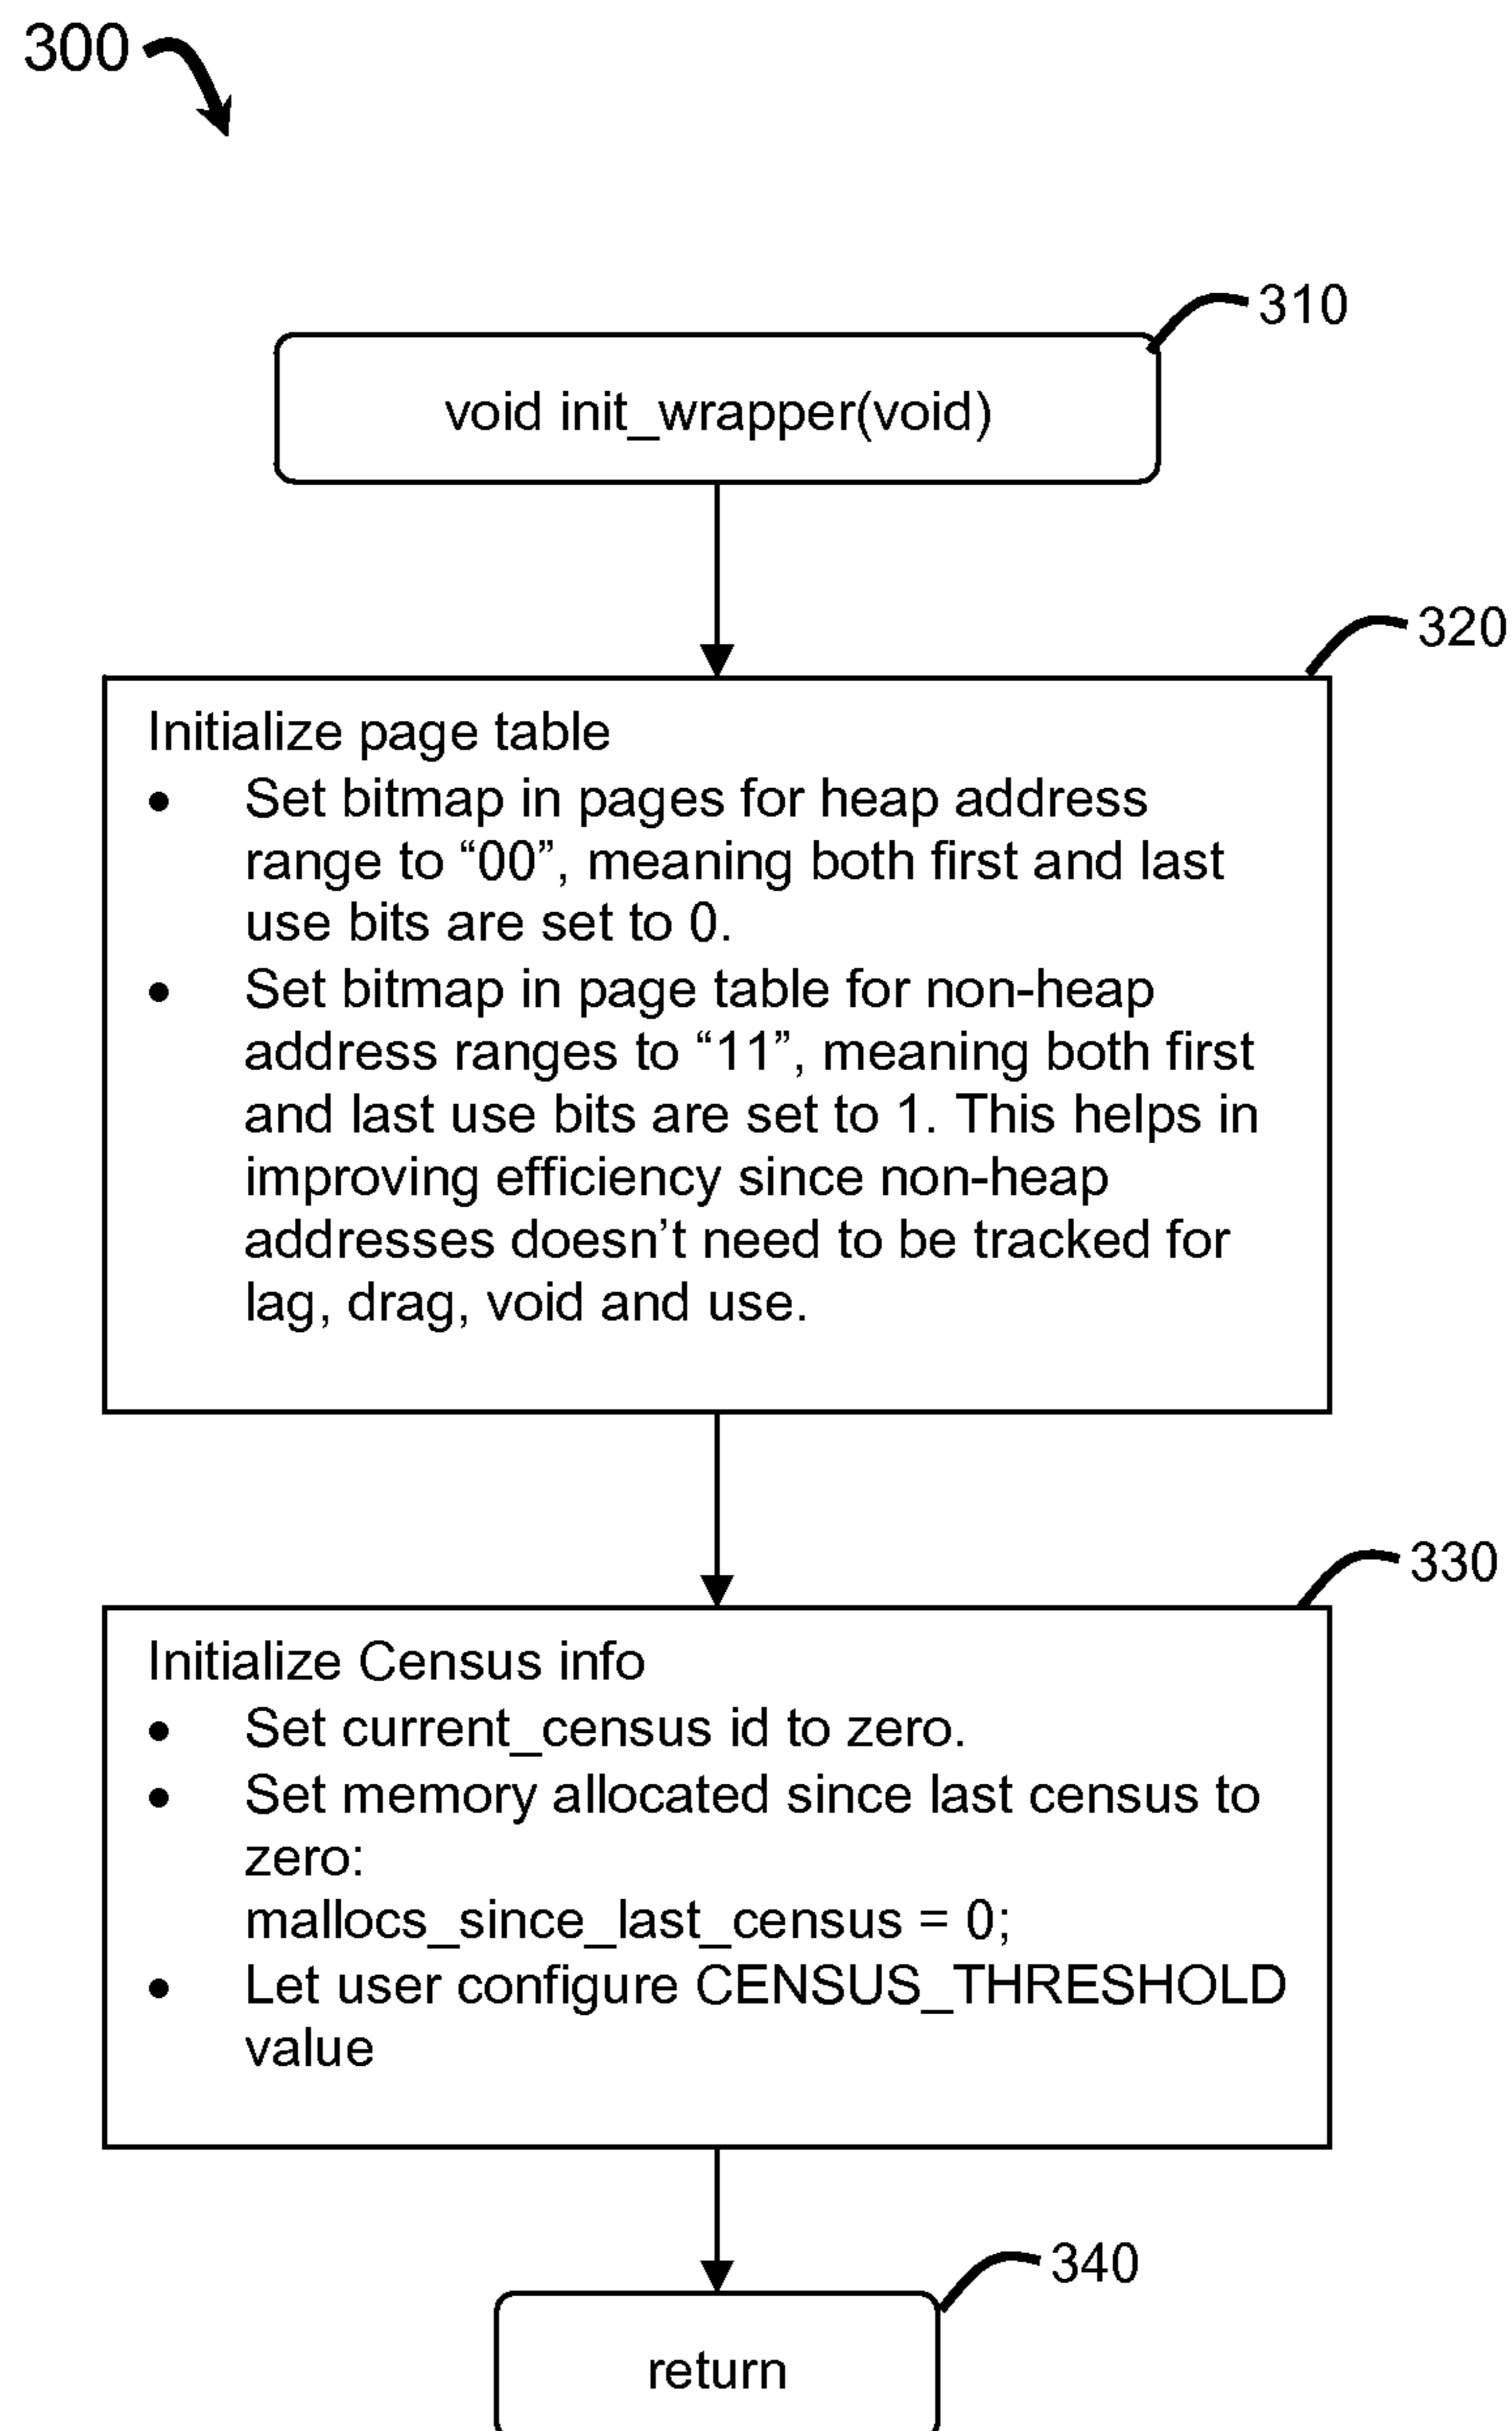 300
310
void init_wrapper(void)
320
Initialize page table
• Set bitmap in pages for heap address
range to “00”, meaning both first and last
use bits are set to 0.
• Set bitmap in page table for non-heap
address ranges to “11”, meaning both first
and last use bits are set to 1. This helps in
improving efficiency since non-heap
addresses doesn’t need to be tracked for
lag, drag, void and use.
330
Initialize Census info
• Set current_census id to zero.
• Set memory allocated since last census to
zero:
mallocs_since_last_census = 0;
• Let user configure CENSUS_THRESHOLD
value
340
return